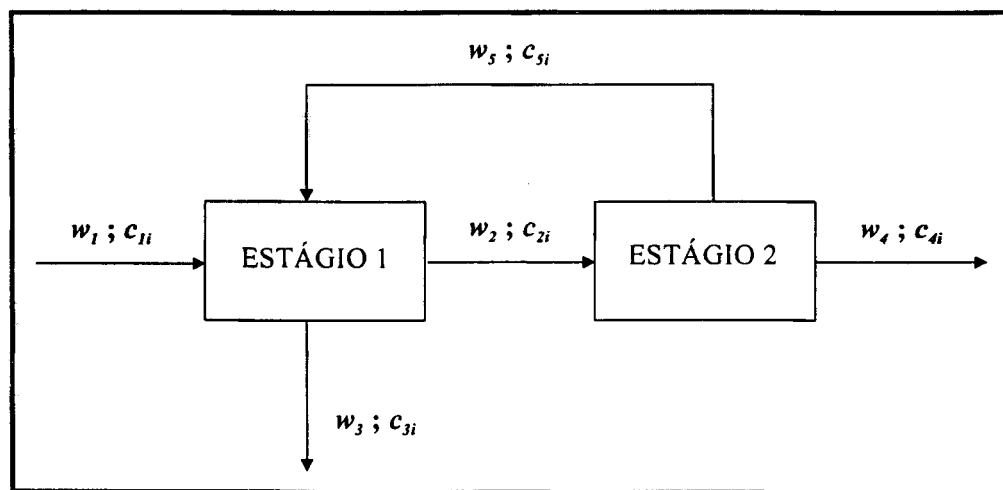 w₅ ; c₅ᵢ
w₁ ; c₁ᵢ
ESTÁGIO 1
w₂ ; c₂ᵢ
ESTÁGIO 2
w₄ ; c₄ᵢ
w₃ ; c₃ᵢ